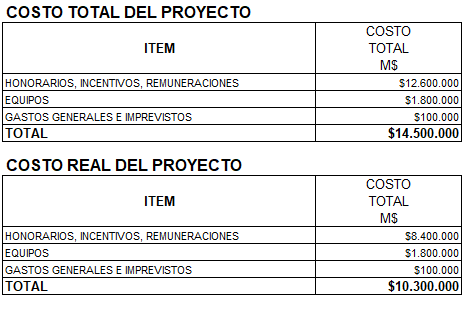 COSTO TOTAL DEL PROYECTO
ITEM
COSTO
TOTAL
M$
HONORARIOS, INCENTIVOS, REMUNERACIONES $12.600.000
EQUIPOS $1.800.000
GASTOS GENERALES E IMPREVISTOS $100.000
TOTAL $14.500.000
COSTO REAL DEL PROYECTO
ITEM
COSTO
TOTAL
M$
HONORARIOS, INCENTIVOS, REMUNERACIONES $8.400.000
EQUIPOS $1.800.000
GASTOS GENERALES E IMPREVISTOS $100.000
TOTAL $10.300.000